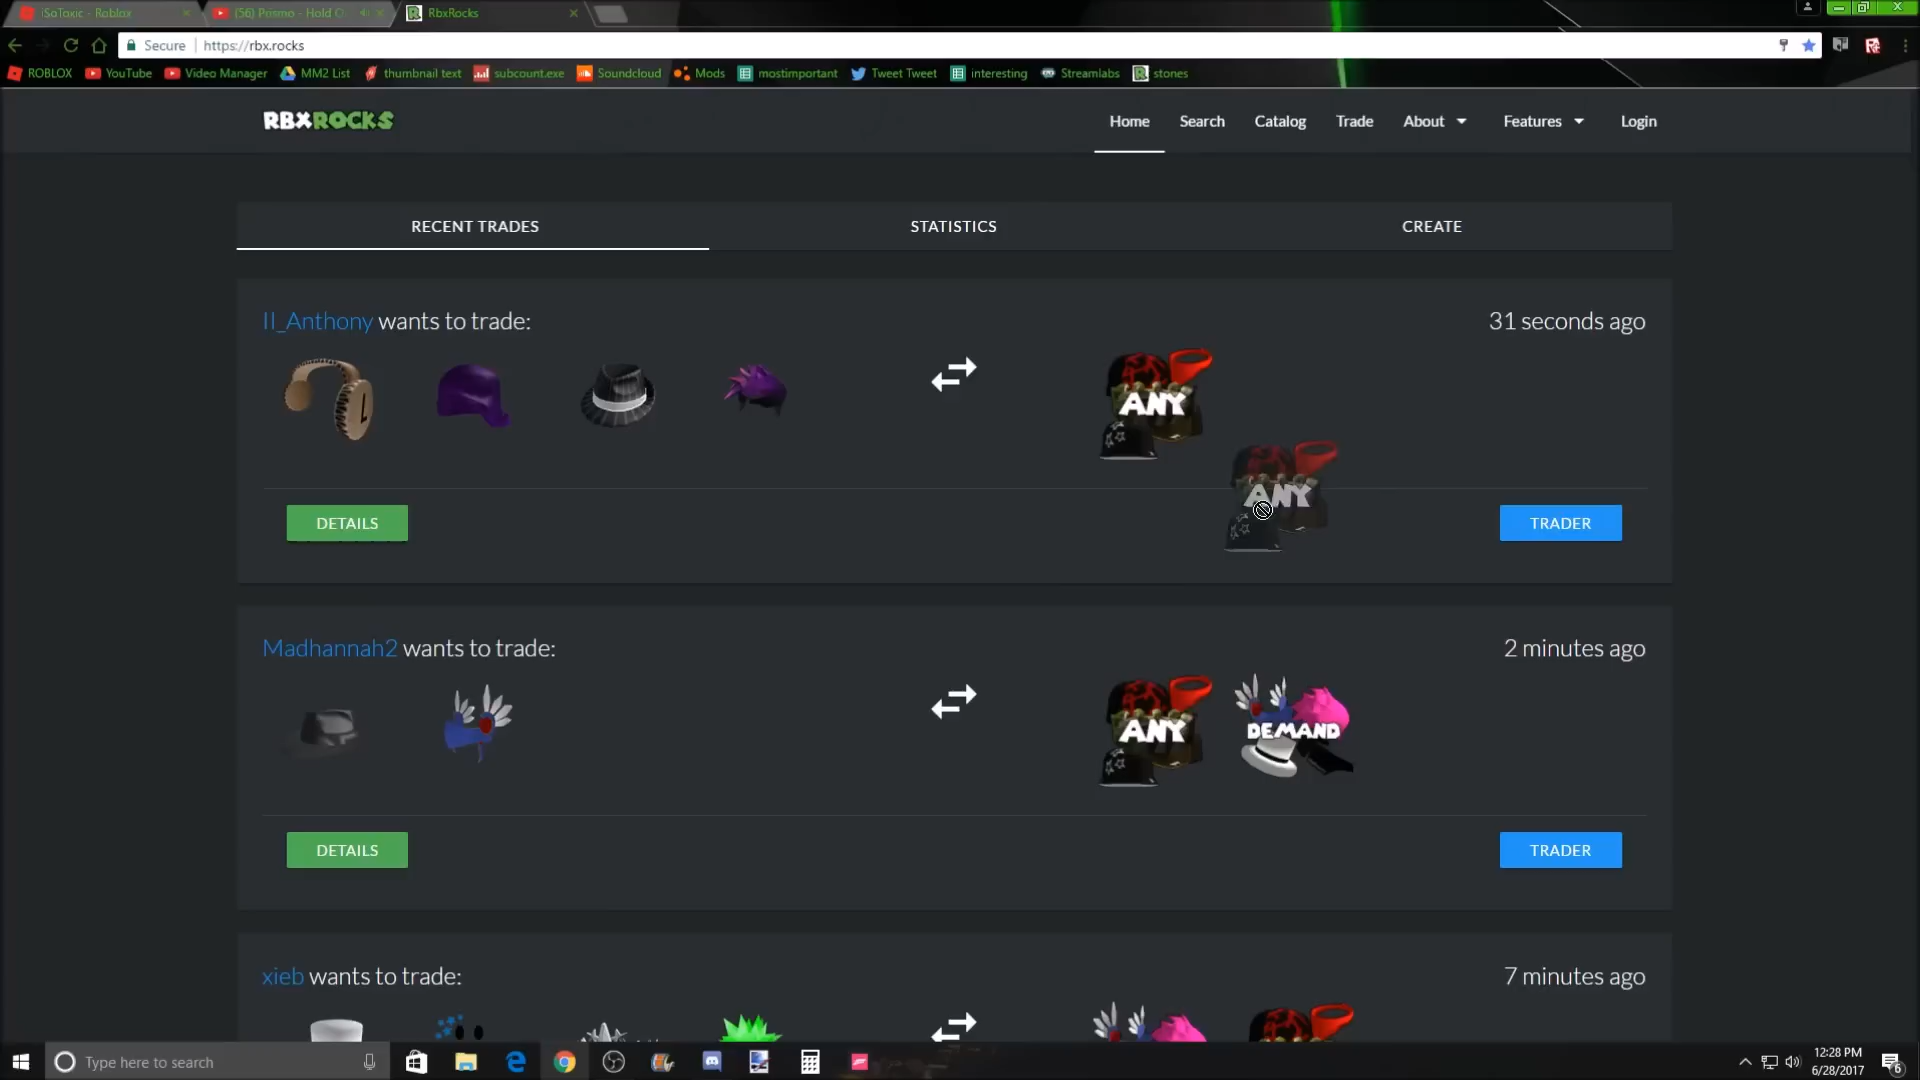 iSoToxic - Roblox
(56) Prismo - Hold O
RbxRocks
Secure
https://rbx.rocks
ROBLOX
YouTube
Video Manager
MM2 List
thumbnail text
subcount.exe
Soundcloud
Mods
mostimportant
Tweet Tweet
interesting
Streamlabs
stones
RBXROCKS
Home
Search
Catalog
Trade
About
Features
Login
RECENT TRADES
STATISTICS
CREATE
II_Anthony wants to trade:
31 seconds ago
L
ANY
ANY
DETAILS
TRADER
Madhannah2 wants to trade:
2 minutes ago
ANY
DEMAND
DETAILS
TRADER
xieb wants to trade:
7 minutes ago
Type here to search
12:28 PM
6/28/2017
6